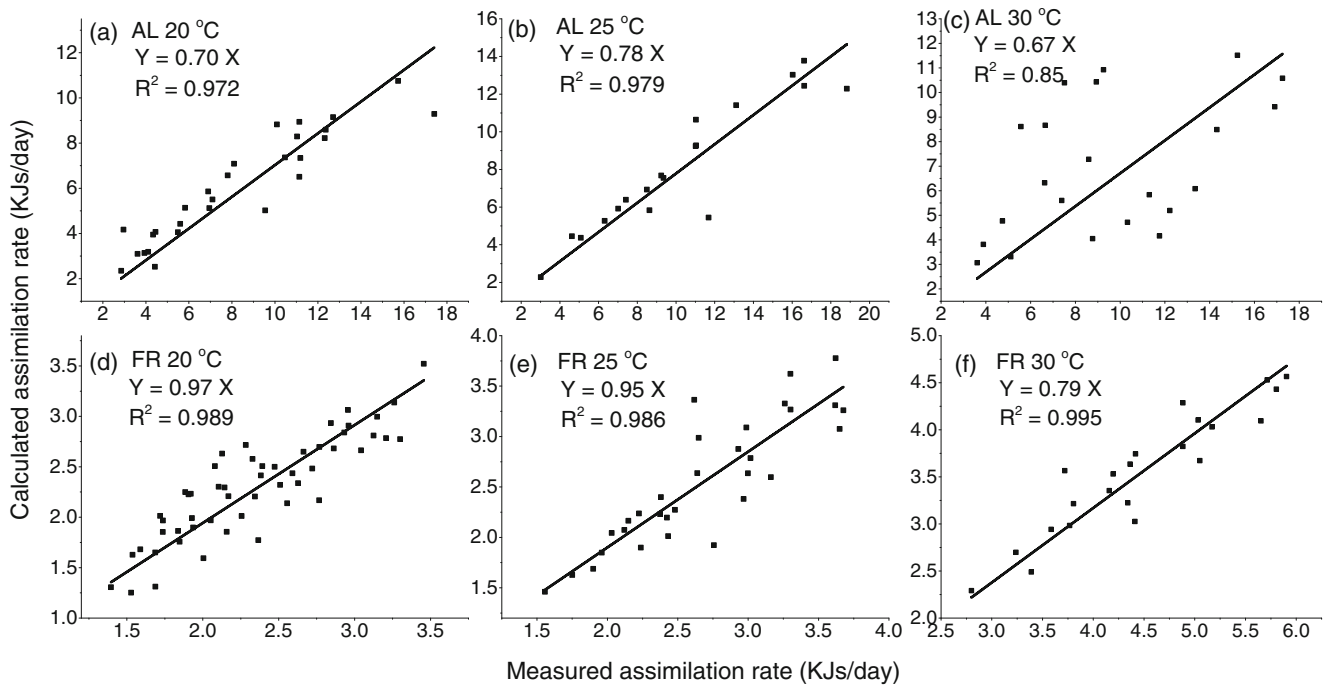 (a) AL 20 °C
Y = 0.70 X
R² = 0.972
12
10
8
6
4
2
2 4 6 8 10 12 14 16 18
(b) AL 25 °C
Y = 0.78 X
R² = 0.979
16
14
12
10
8
6
4
2
2 4 6 8 10 12 14 16 18 20
(c) AL 30 °C
Y = 0.67 X
R² = 0.85
13
12
11
10
9
8
7
6
5
4
3
2
2 4 6 8 10 12 14 16 18
Calculated assimilation rate (KJs/day)
(d) FR 20 °C
Y = 0.97 X
R² = 0.989
3.5
3.0
2.5
2.0
1.5
1.0
1.5 2.0 2.5 3.0 3.5
(e) FR 25 °C
Y = 0.95 X
R² = 0.986
4.0
3.5
3.0
2.5
2.0
1.5
1.5 2.0 2.5 3.0 3.5 4.0
(f) FR 30 °C
Y = 0.79 X
R² = 0.995
5.0
4.5
4.0
3.5
3.0
2.5
2.0
2.5 3.0 3.5 4.0 4.5 5.0 5.5 6.0
Measured assimilation rate (KJs/day)